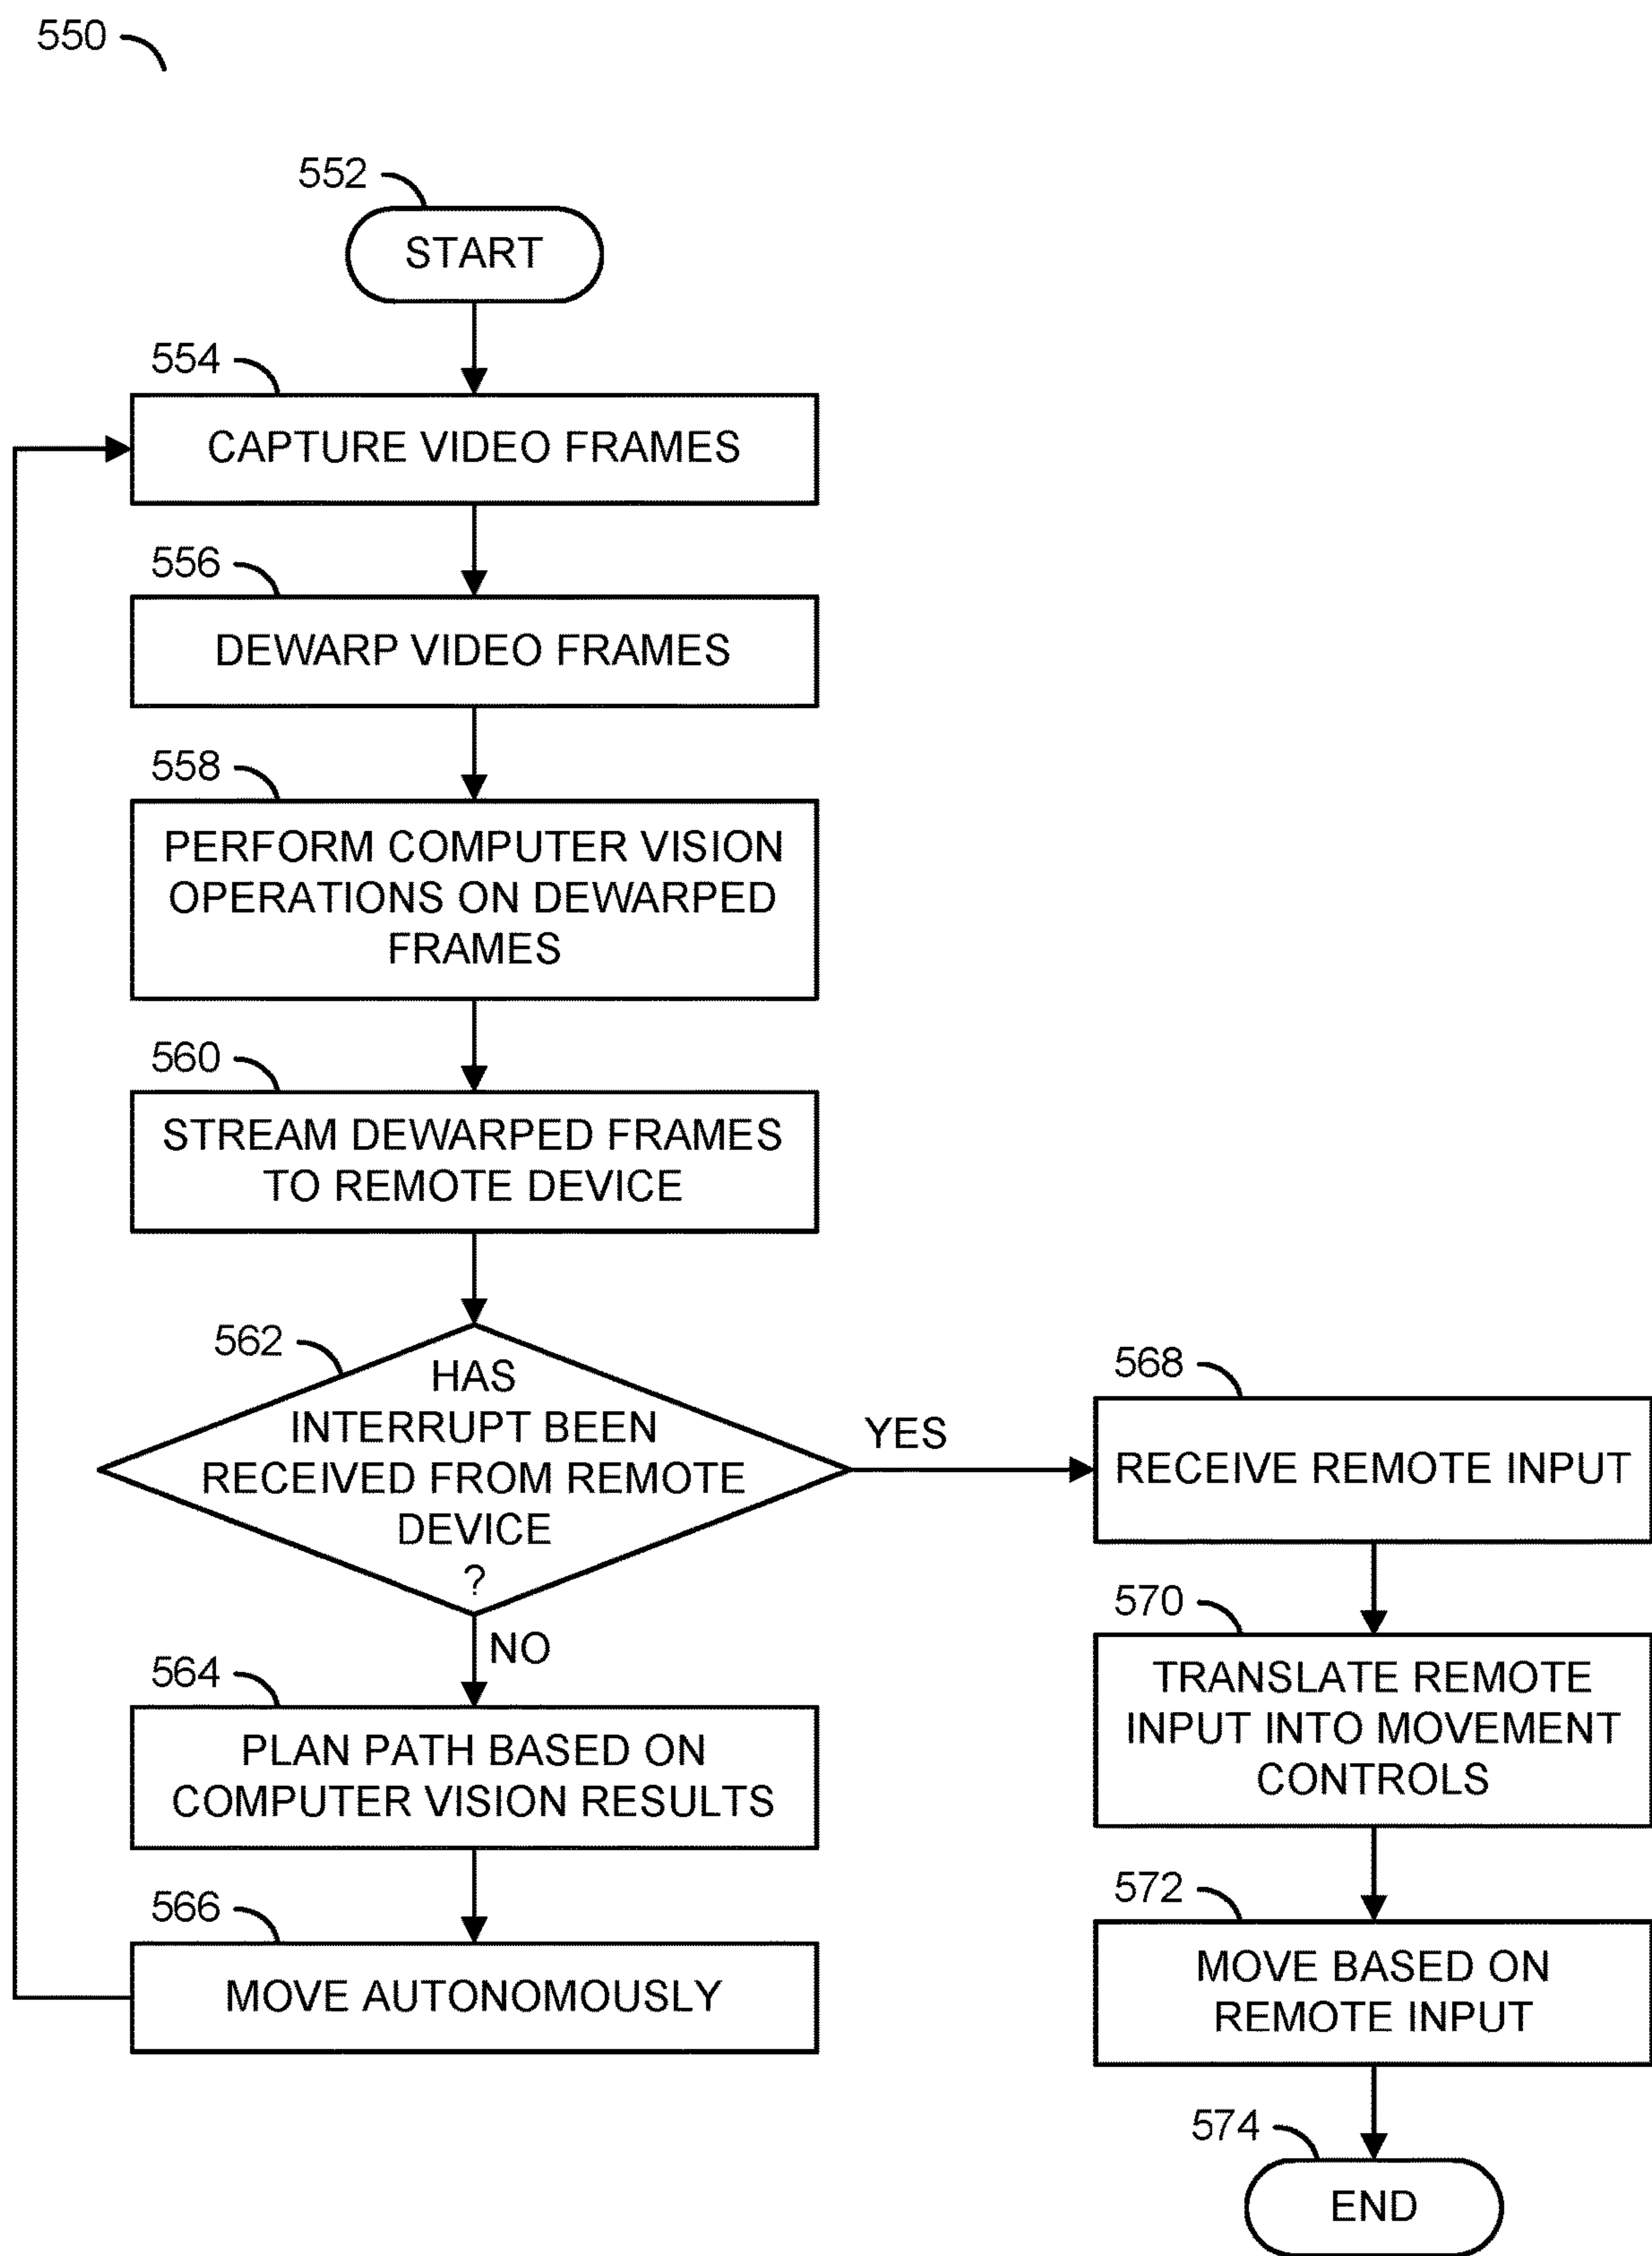 550
552
START
554
CAPTURE VIDEO FRAMES
556
DEWARP VIDEO FRAMES
558
PERFORM COMPUTER VISION
OPERATIONS ON DEWARPED
FRAMES
560
STREAM DEWARPED FRAMES
TO REMOTE DEVICE
562
HAS
INTERRUPT BEEN
RECEIVED FROM REMOTE
DEVICE
?
YES
NO
564
PLAN PATH BASED ON
COMPUTER VISION RESULTS
566
MOVE AUTONOMOUSLY
568
RECEIVE REMOTE INPUT
570
TRANSLATE REMOTE
INPUT INTO MOVEMENT
CONTROLS
572
MOVE BASED ON
REMOTE INPUT
574
END